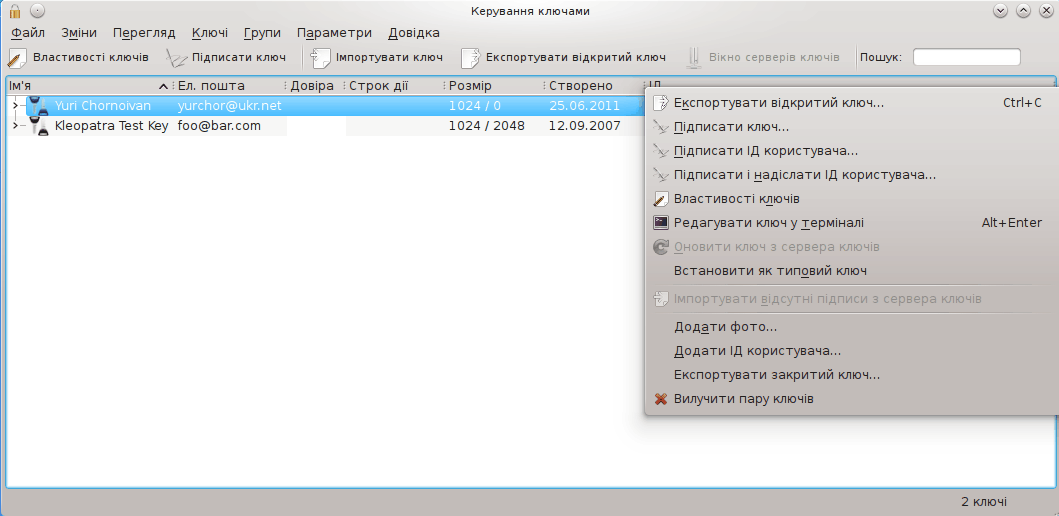 Керування ключами
Файл Зміни Перегляд Ключі Групи Параметри Довідка
Властивості ключів Підписати ключ Імпортувати ключ Експортувати відкритий ключ Вікно серверів ключів Пошук:
Ім'я Ел. пошта Довіра Строк дії Розмір Створено ІД
Yuri Chornoivan yurchor@ukr.net 1024 / 0 25.06.2011
Kleopatra Test Key foo@bar.com 1024 / 2048 12.09.2007
Експортувати відкритий ключ... Ctrl+C
Підписати ключ...
Підписати ІД користувача...
Підписати і надіслати ІД користувача...
Властивості ключів
Редагувати ключ у терміналі Alt+Enter
Оновити ключ з сервера ключів
Встановити як типовий ключ
Імпортувати відсутні підписи з сервера ключів
Додати фото...
Додати ІД користувача...
Експортувати закритий ключ...
Вилучити пару ключів
2 ключі